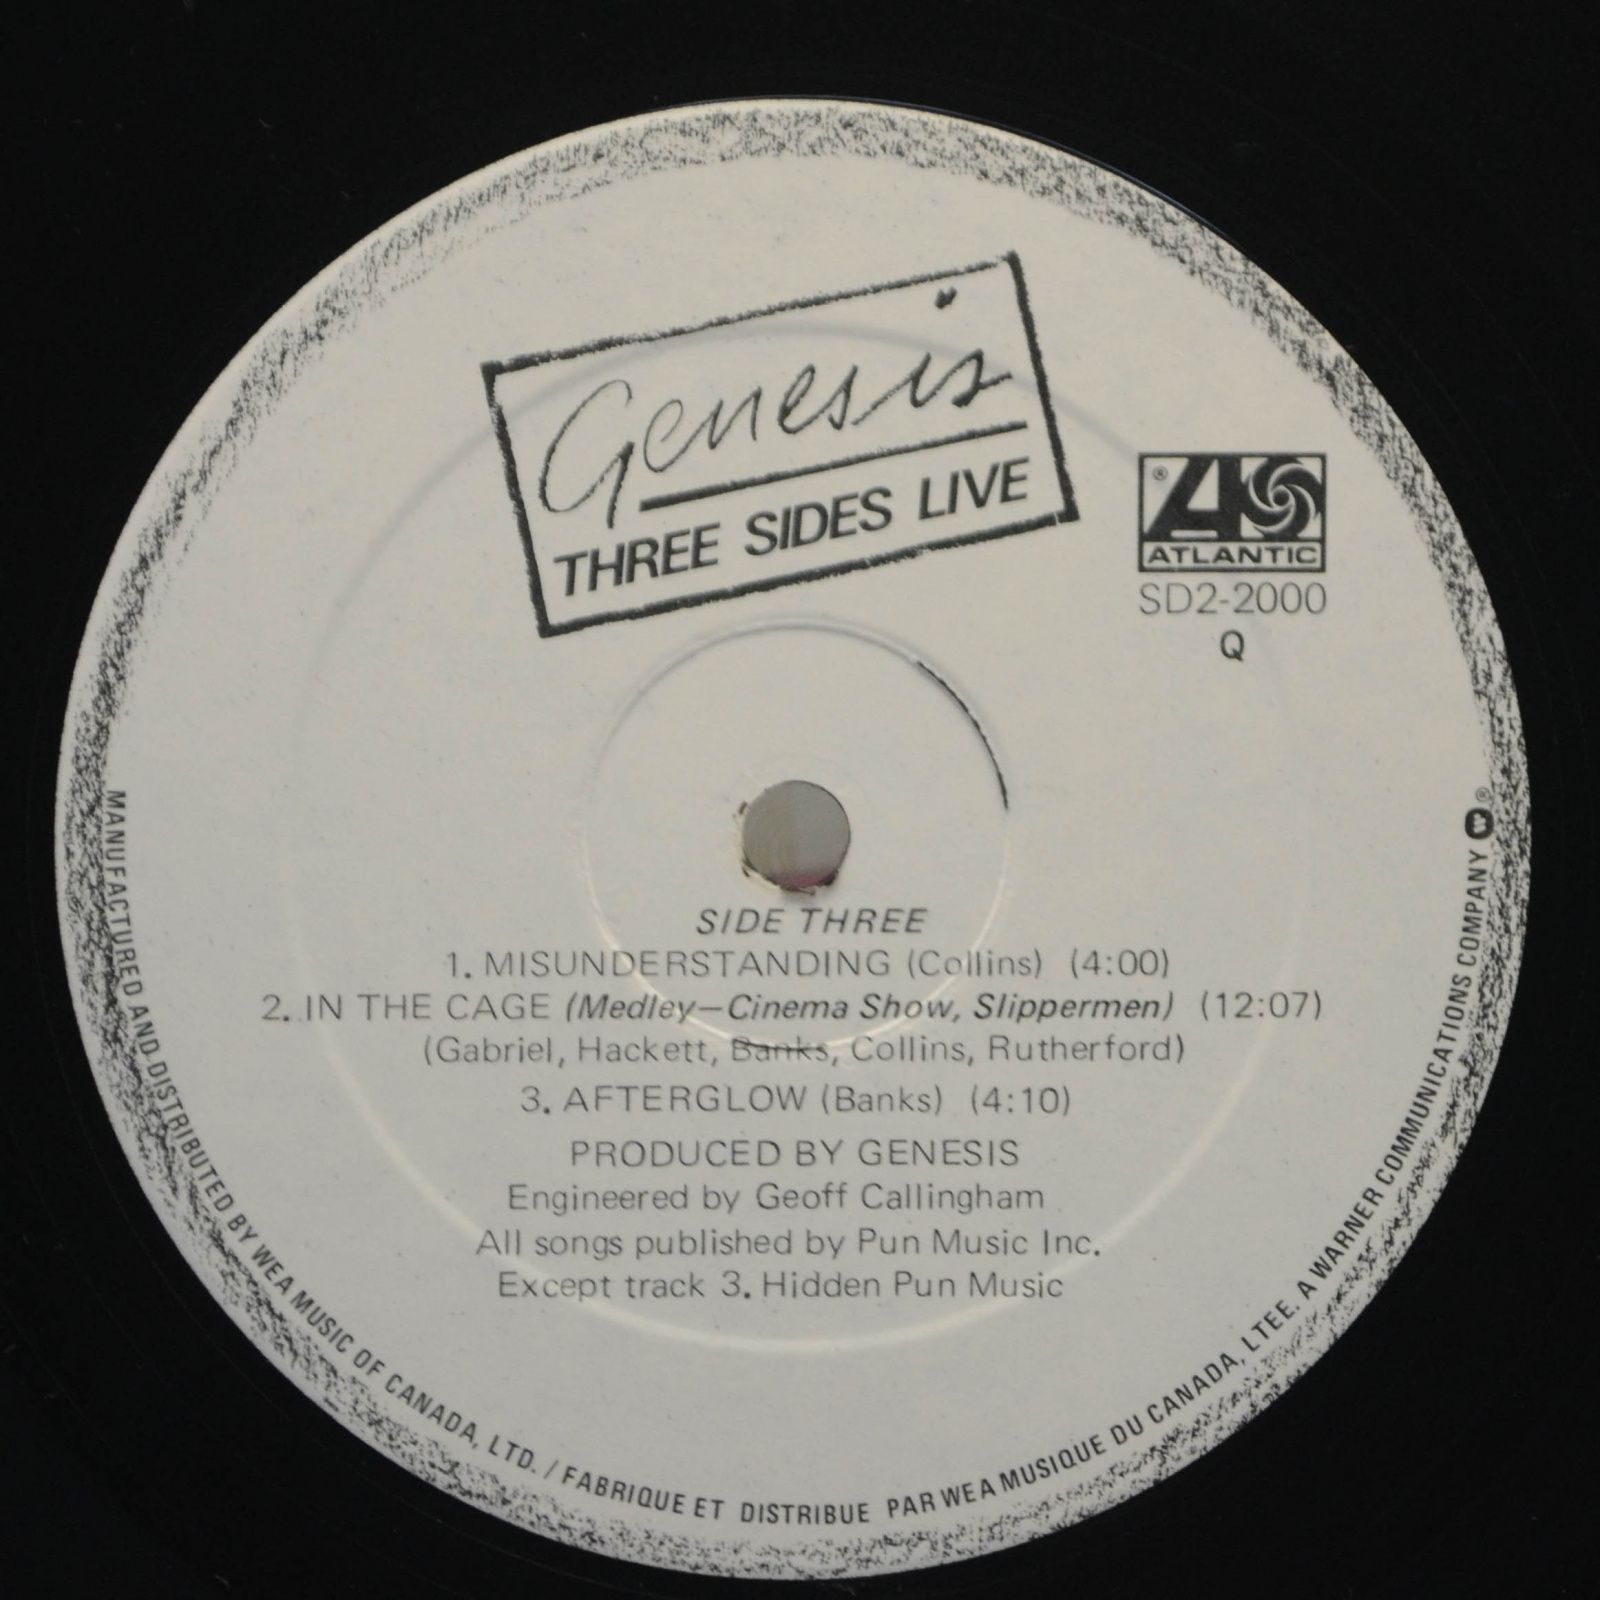 Genesis
THREE SIDES LIVE
®
ATLANTIC
SD2-2000
Q
SIDE THREE
1. MISUNDERSTANDING (Collins) (4:00)
2. IN THE CAGE (Medley—Cinema Show, Slippermen) (12:07)
(Gabriel, Hackett, Banks, Collins, Rutherford)
3. AFTERGLOW (Banks) (4:10)
PRODUCED BY GENESIS
Engineered by Geoff Callingham
All songs published by Pun Music Inc.
Except track 3. Hidden Pun Music
MANUFACTURED AND DISTRIBUTED BY WEA MUSIC OF CANADA, LTD. / FABRIQUE ET DISTRIBUE PAR WEA MUSIQUE DU CANADA, LTEE. A WARNER COMMUNICATIONS COMPANY ®